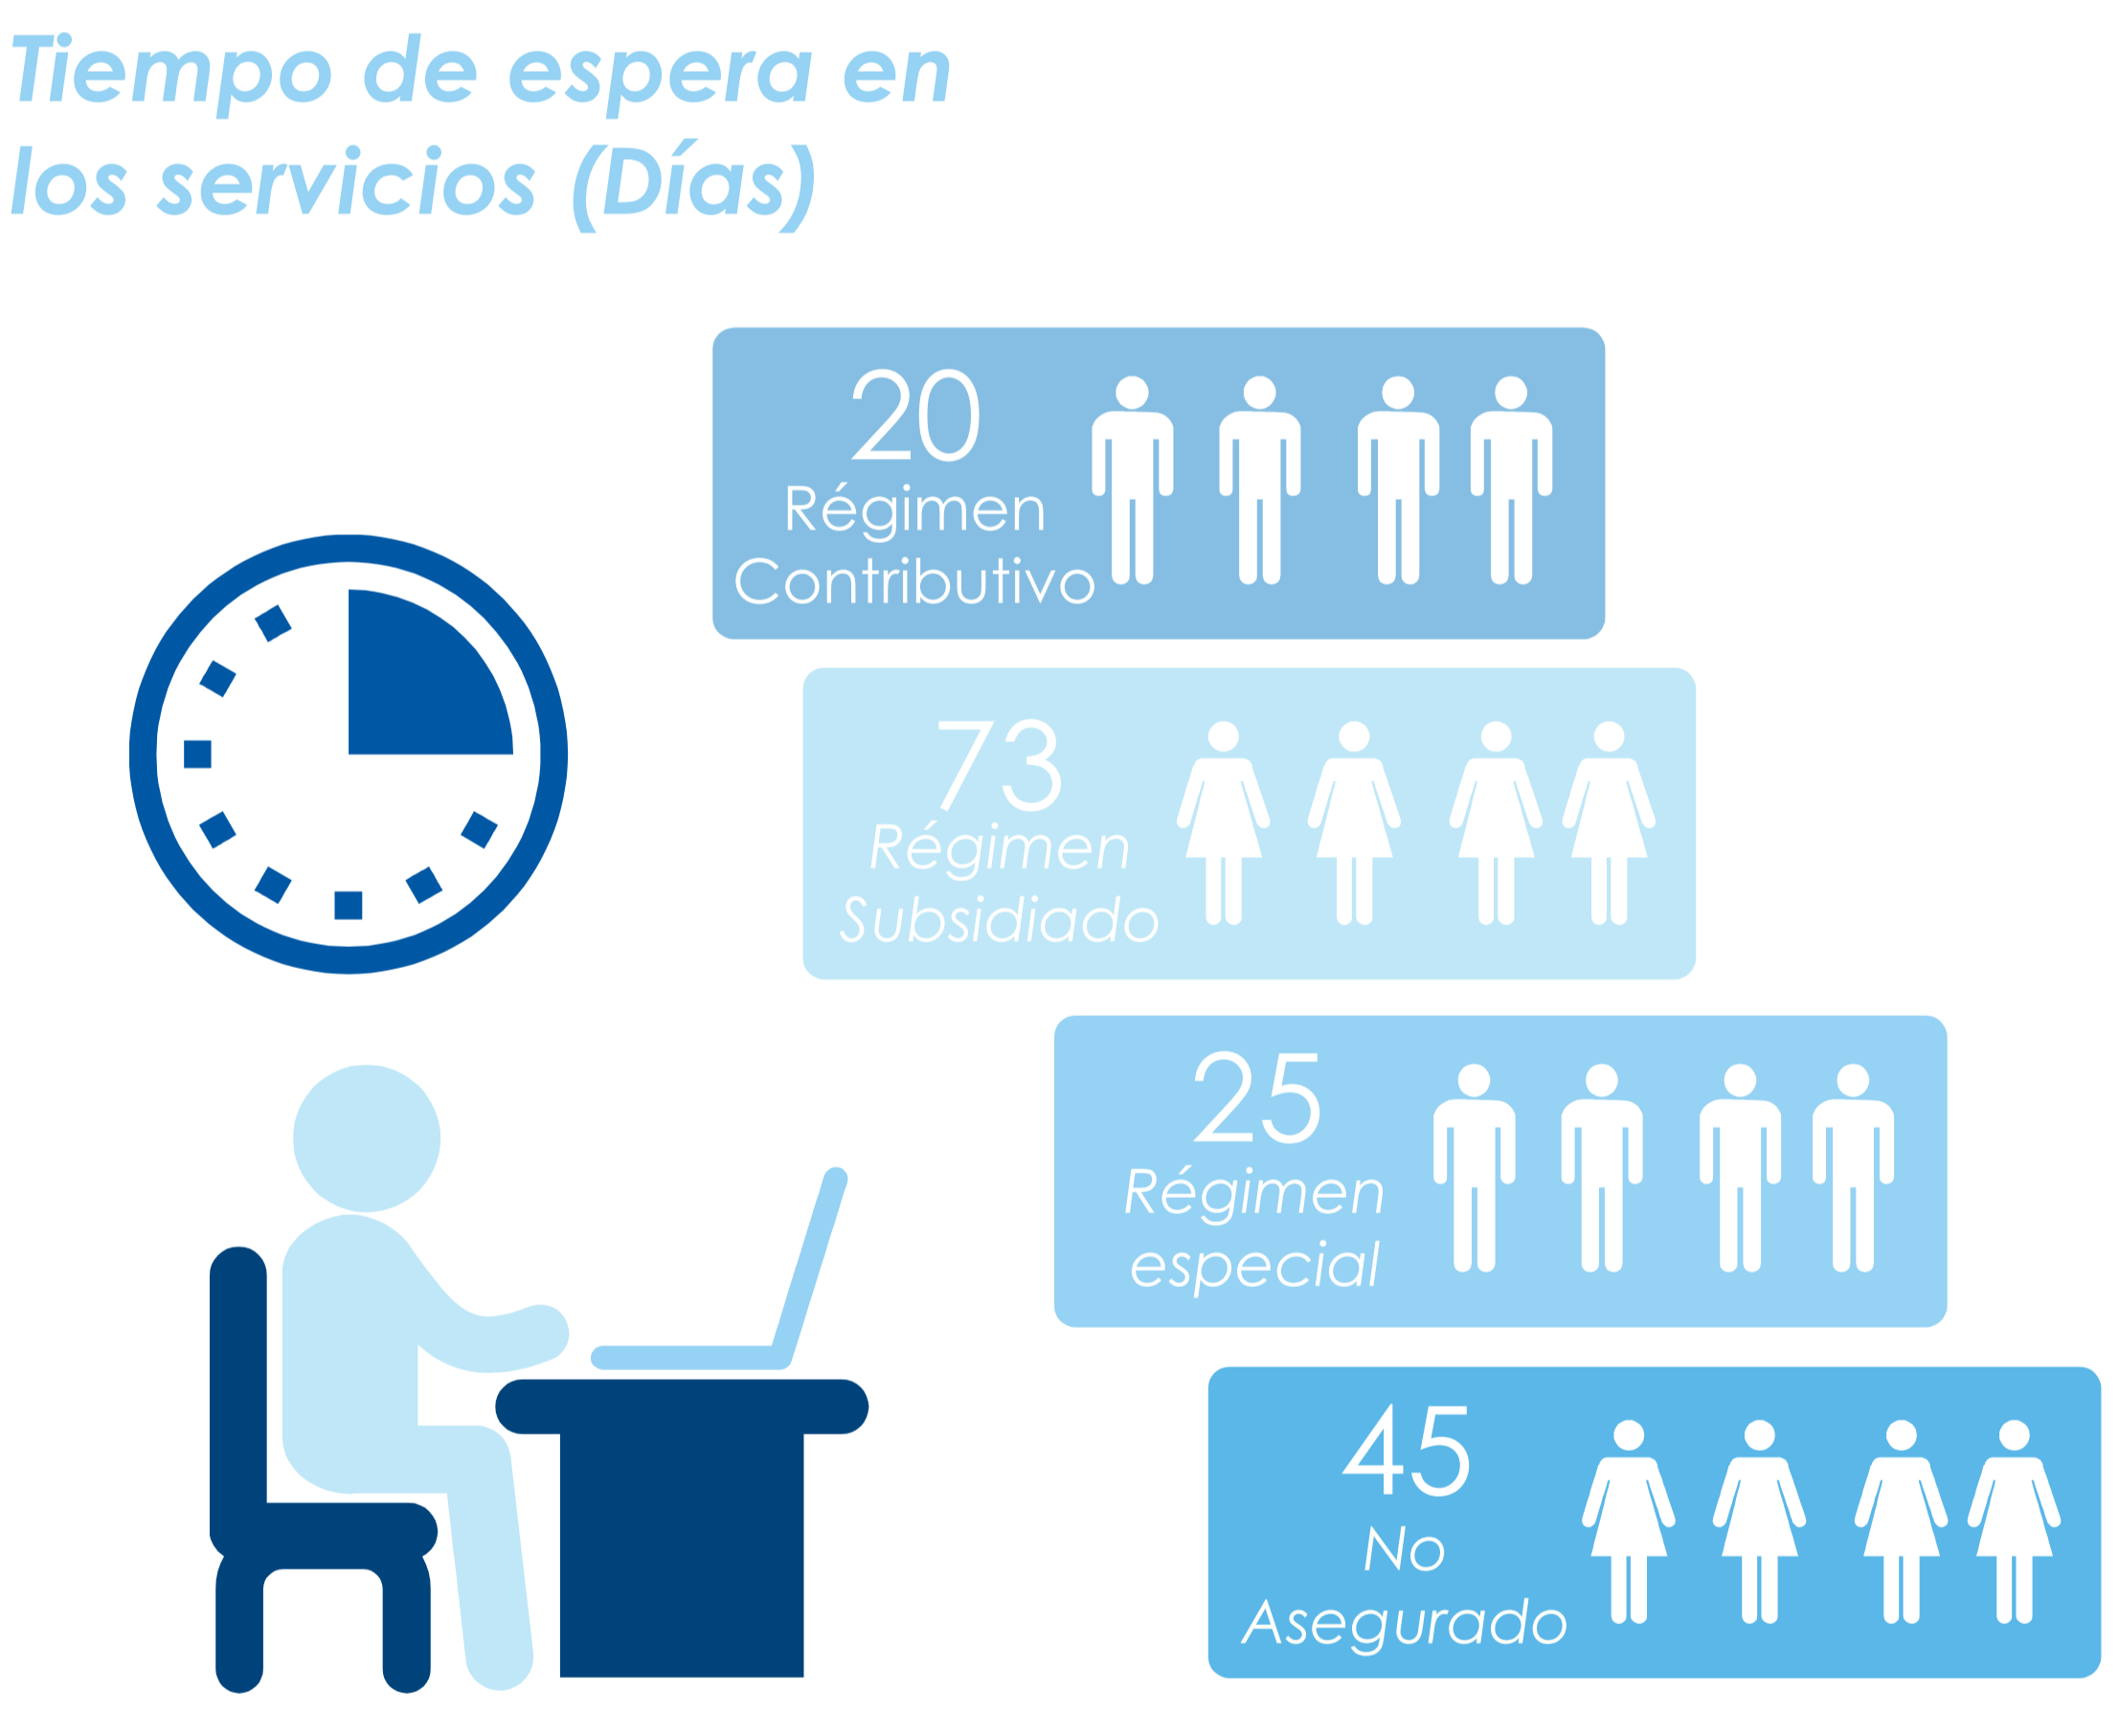 Tiempo de espera en
los servicios (Días)
20
Régimen
Contributivo
73
Régimen
Subsidiado
25
Régimen
especial
45
No
Asegurado